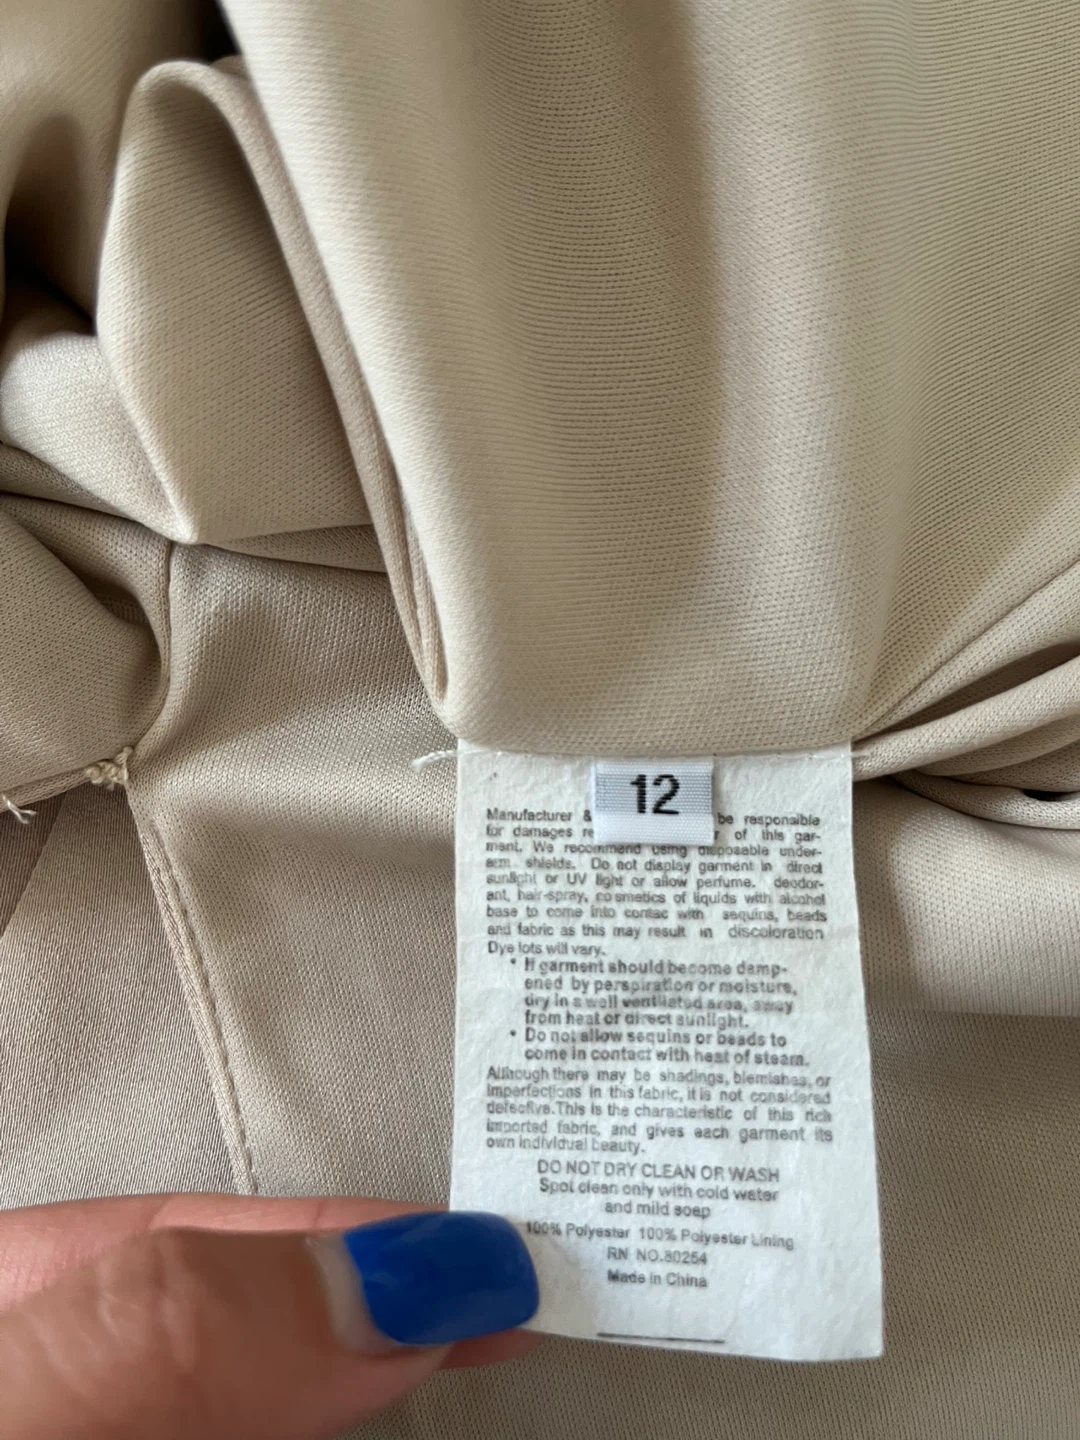 12
Manufacturer & be responsible
for damages re r of this gar-
ment. We recommend using disposable under-
arm shields. Do not display garment in direct
sunlight or UV light or allow perfume. deodor-
ant, hair-spray, cosmetics of liquids with alcohol
base to come into contac with sequins, beads
and fabric as this may result in discoloration
Dye lots will vary.
* If garment should become damp-
ened by perspiration or moisture,
dry in a well ventilated area, away
from heat or direct sunlight.
* Do not allow sequins or beads to
come in contact with heat of steam.
Although there may be shadings, blemishes, or
imperfections in this fabric, it is not considered
defective. This is the characteristic of this rich
imported fabric, and gives each garment its
own individual beauty.
DO NOT DRY CLEAN OR WASH
Spot clean only with cold water
and mild soap
100% Polyester 100% Polyester Lining
RN NO.80254
Made in China